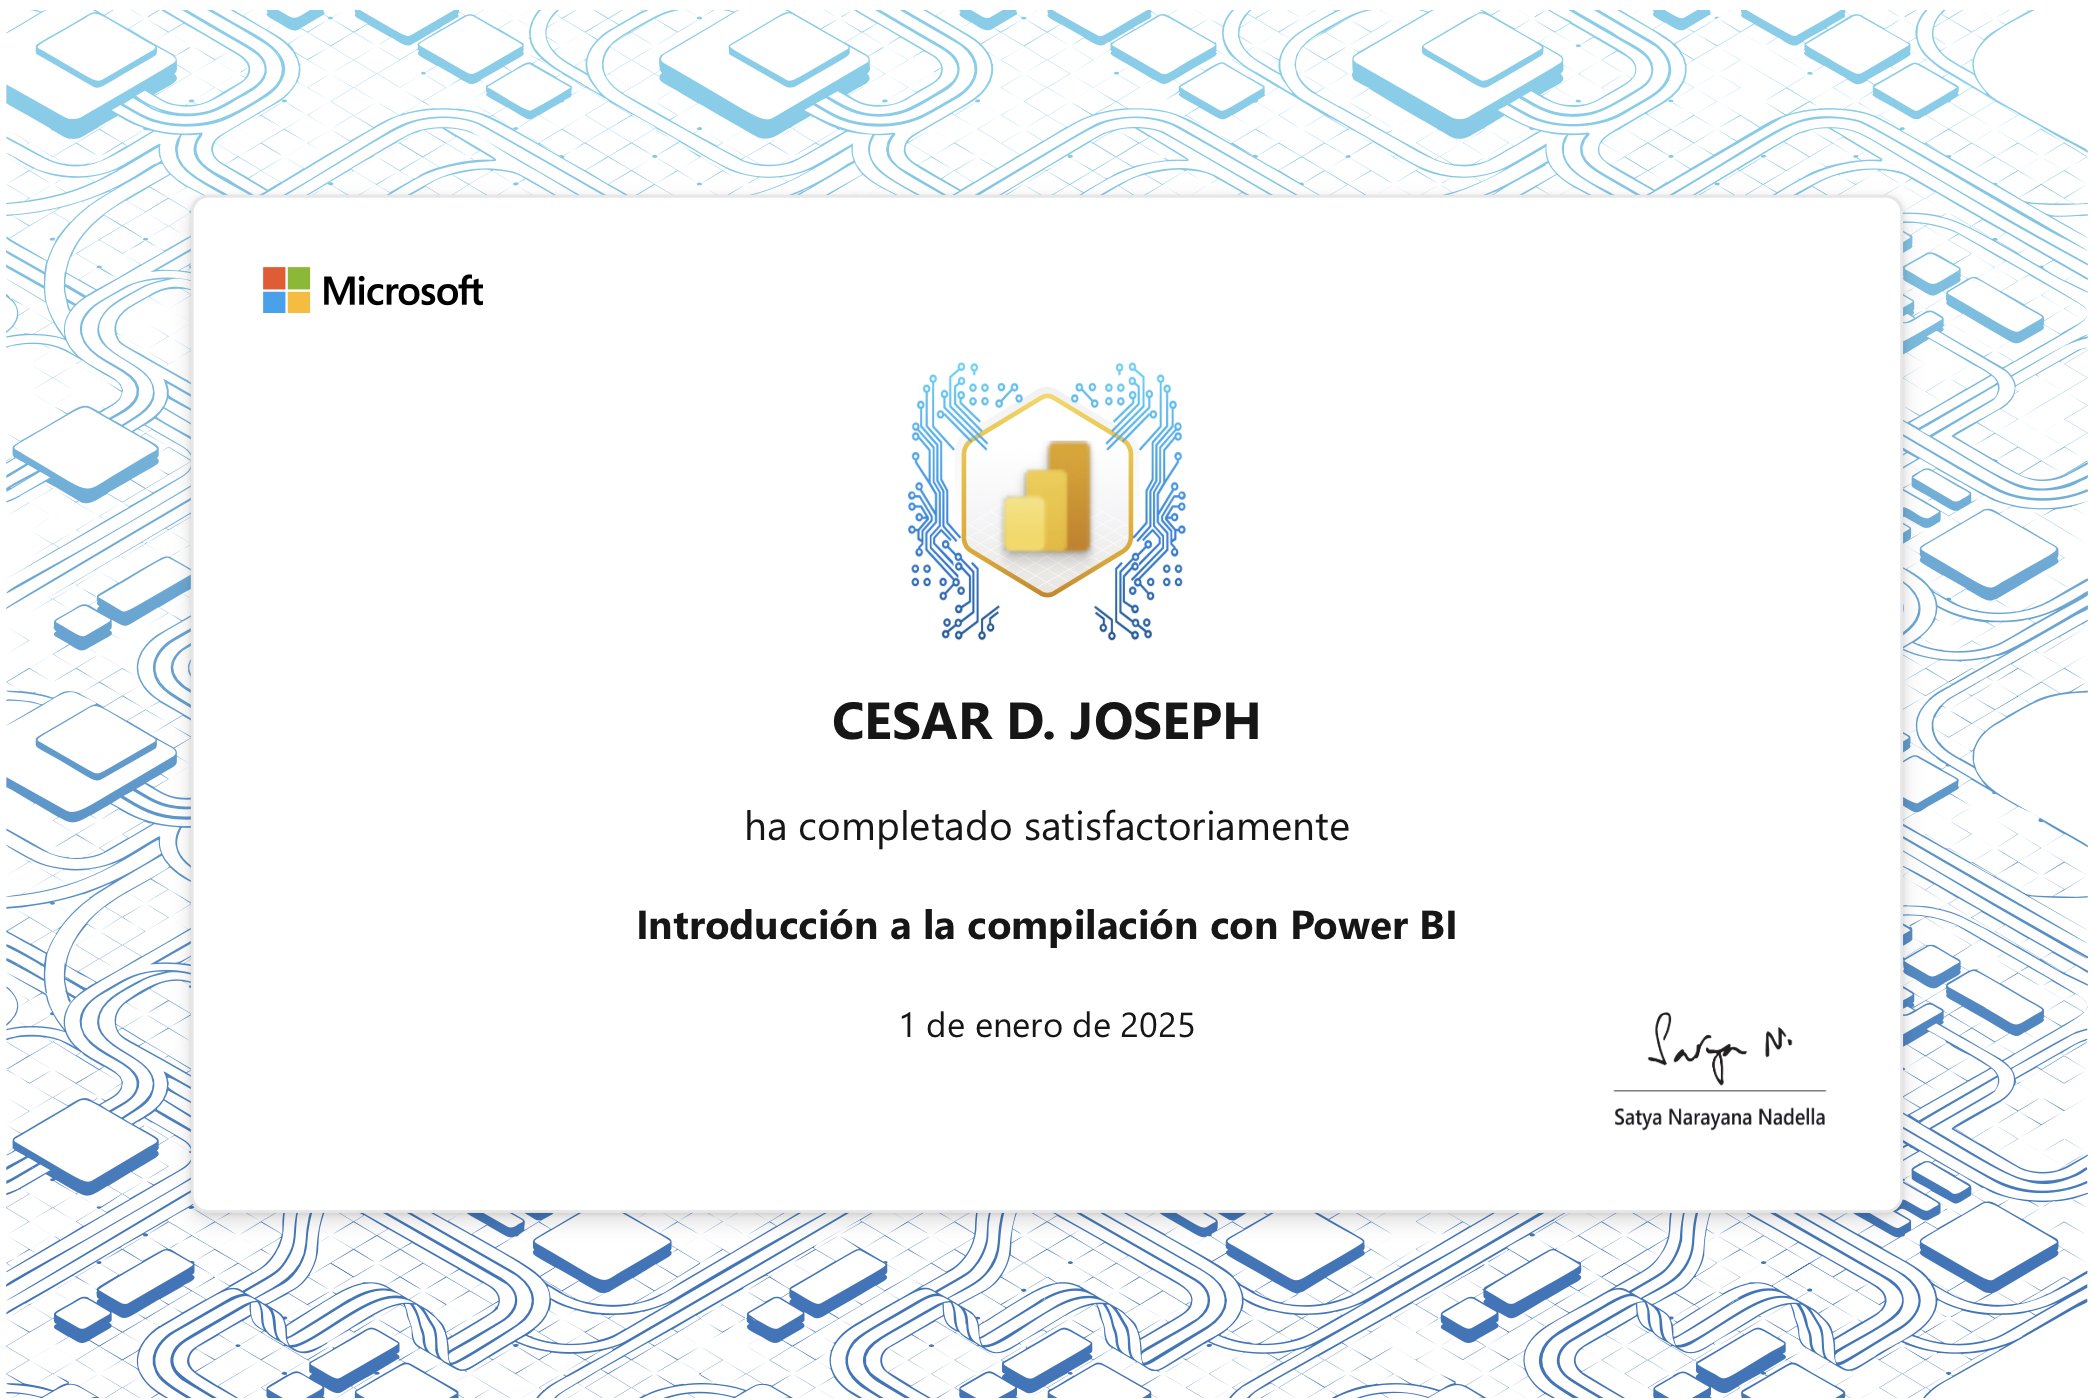 Microsoft
CESAR D. JOSEPH
ha completado satisfactoriamente
Introducción a la compilación con Power BI
1 de enero de 2025
Satya N.
Satya Narayana Nadella